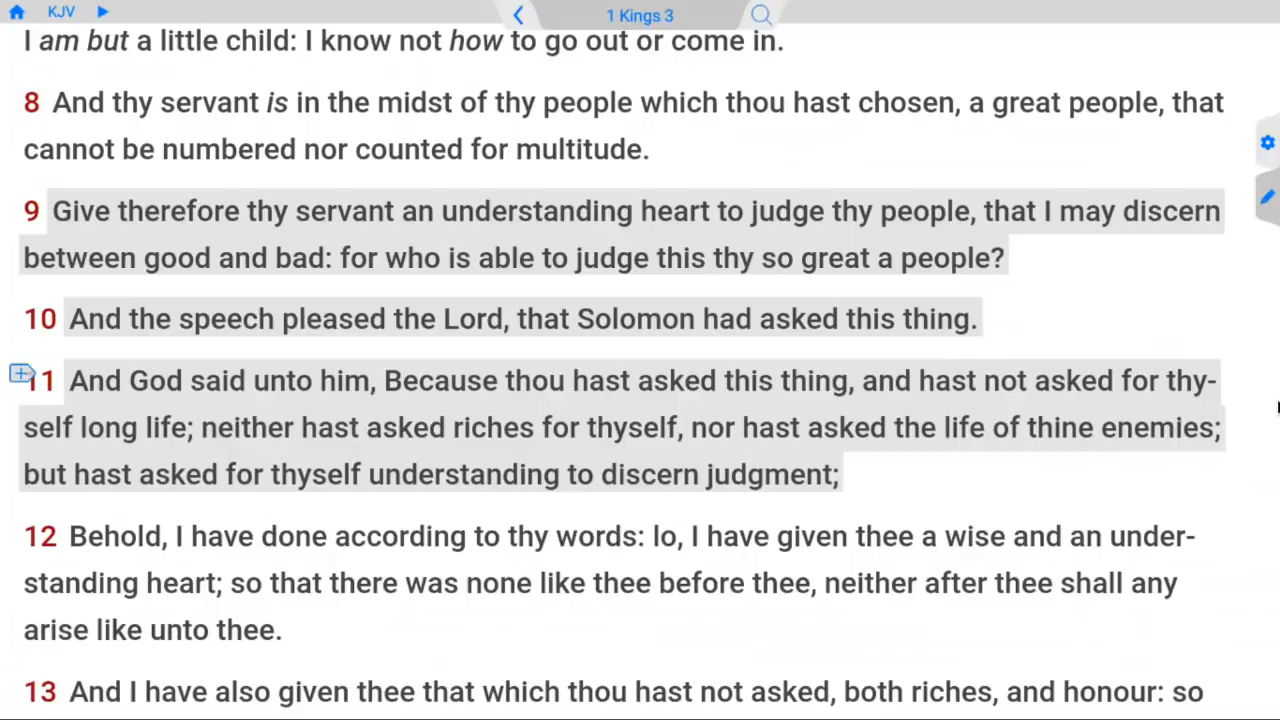 KJV
1 Kings 3
I am but a little child: I know not how to go out or come in.
8 And thy servant is in the midst of thy people which thou hast chosen, a great people, that
cannot be numbered nor counted for multitude.
9 Give therefore thy servant an understanding heart to judge thy people, that I may discern
between good and bad: for who is able to judge this thy so great a people?
10 And the speech pleased the Lord, that Solomon had asked this thing.
11 And God said unto him, Because thou hast asked this thing, and hast not asked for thy-
self long life; neither hast asked riches for thyself, nor hast asked the life of thine enemies;
but hast asked for thyself understanding to discern judgment;
12 Behold, I have done according to thy words: lo, I have given thee a wise and an under-
standing heart; so that there was none like thee before thee, neither after thee shall any
arise like unto thee.
13 And I have also given thee that which thou hast not asked, both riches, and honour: so